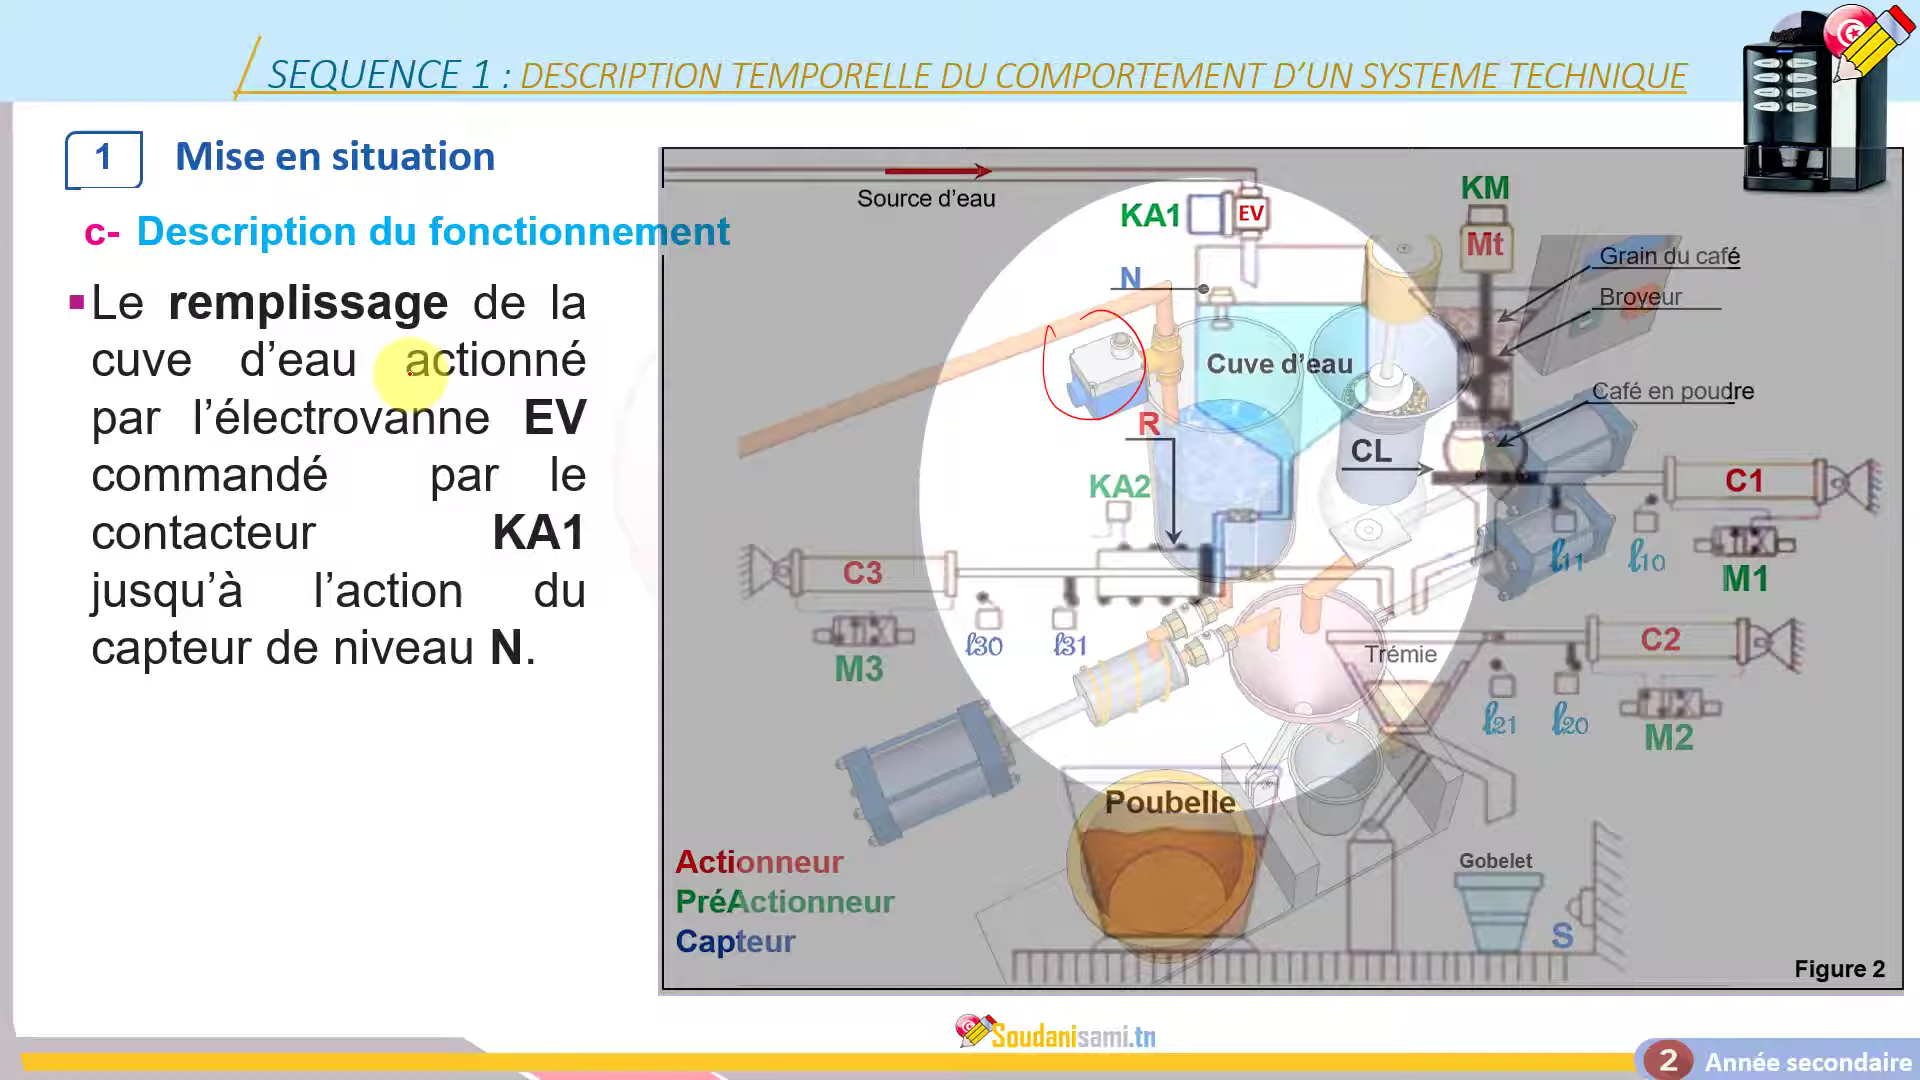 SEQUENCE 1 : DESCRIPTION TEMPORELLE DU COMPORTEMENT D'UN SYSTEME TECHNIQUE
1 Mise en situation
c- Description du fonctionnement
Le remplissage de la
cuve d'eau actionné
par l'électrovanne EV
commandé par le
contacteur KA1
jusqu'à l'action du
capteur de niveau N.
Source d'eau
KA1
EV
KM
Mt
N
Grain du café
Broyeur
Cuve d'eau
Café en poudre
R
CL
KA2
C1
C3
l11
l10
M1
l30
l31
M3
Trémie
C2
l21
l20
M2
Poubelle
Actionneur
PréActionneur
Capteur
Gobelet
S
Figure 2
Soudanisami.tn
2 Année secondaire